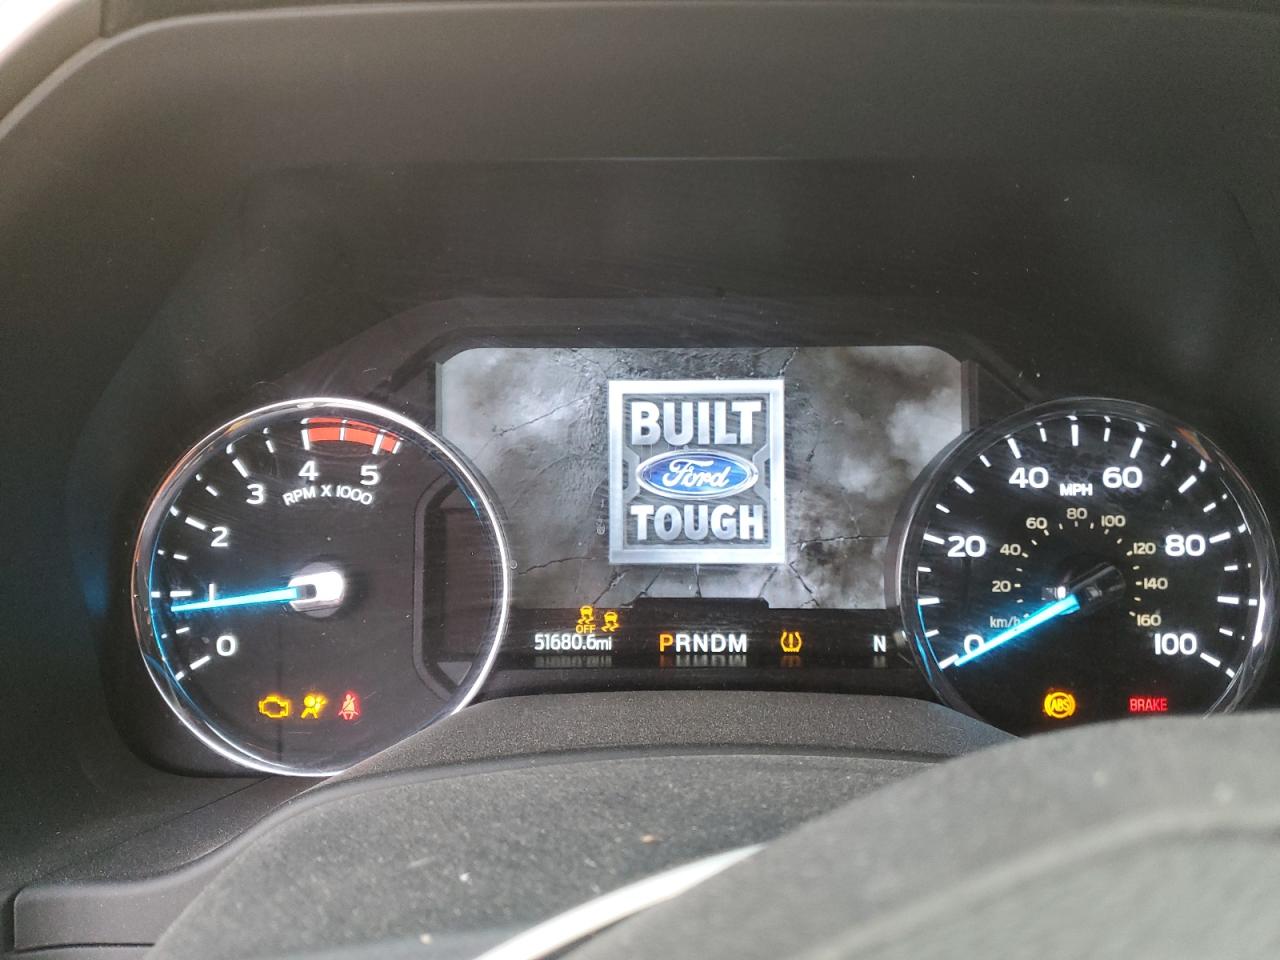 BUILT
Ford
TOUGH
4 5
3
RPM X 1000
2
1
0
40 60
MPH
80
60 100
20 40 120 80
20 140
km/h 160
0 100
OFF
51680.6mi PRNDM N
ABS
BRAKE